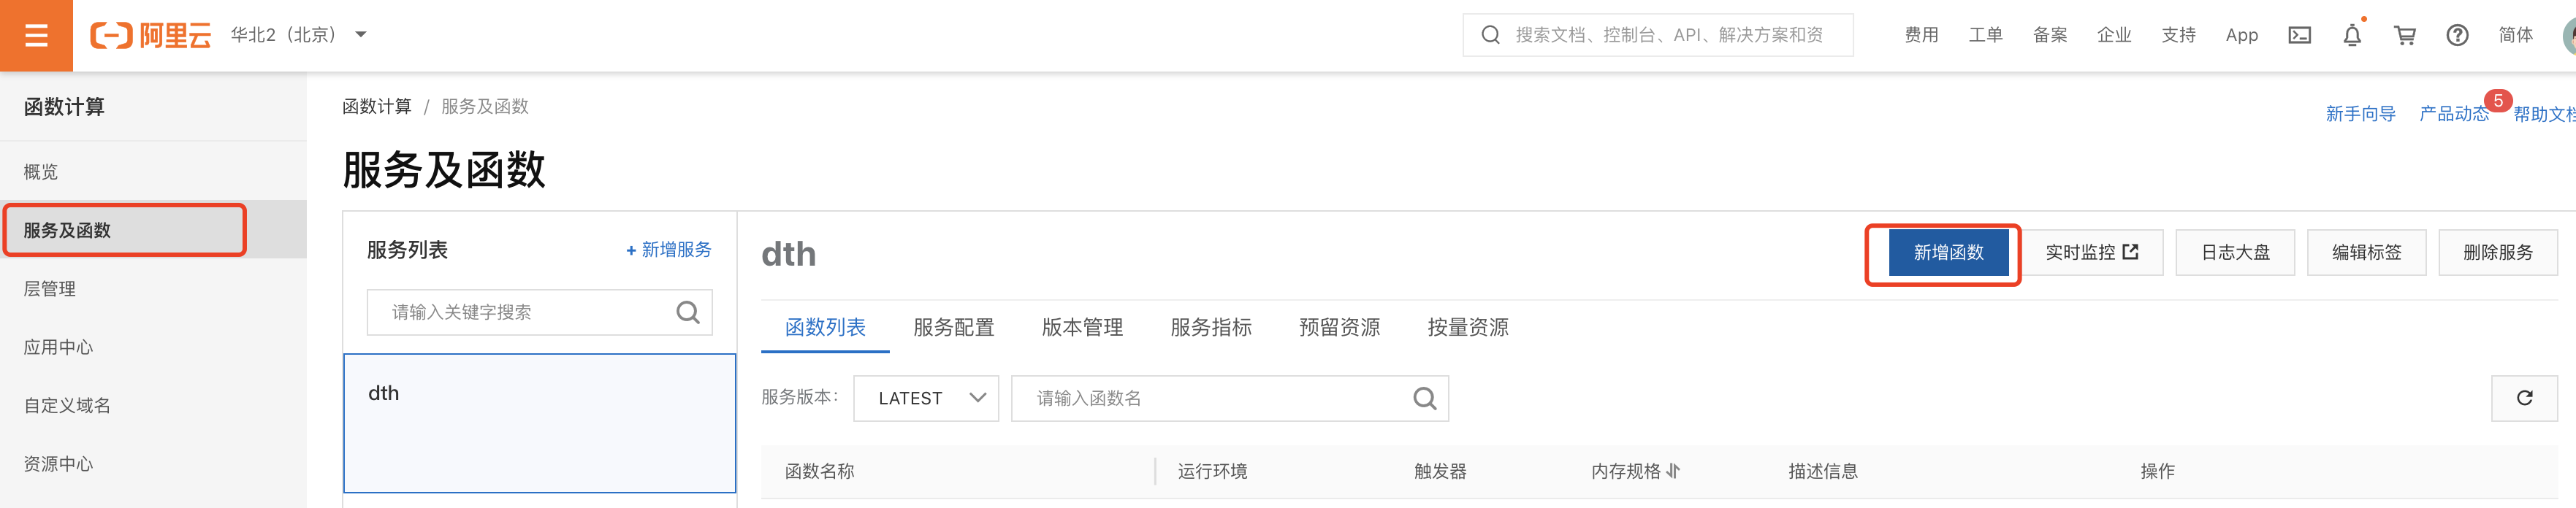 阿里云 华北2（北京） 搜索文档、控制台、API、解决方案和资 费用 工单 备案 企业 支持 App 简体
函数计算
概览
服务及函数
层管理
应用中心
自定义域名
资源中心
函数计算 / 服务及函数
新手向导 产品动态 5 帮助文档
服务及函数
服务列表 + 新增服务
请输入关键字搜索
dth
dth 新增函数 实时监控 日志大盘 编辑标签 删除服务
函数列表 服务配置 版本管理 服务指标 预留资源 按量资源
服务版本： LATEST 请输入函数名
函数名称 运行环境 触发器 内存规格 描述信息 操作